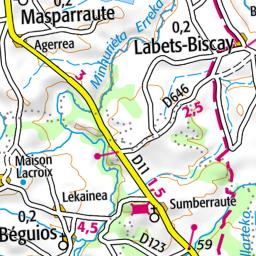 Masparraute
0,2
Agerrea
Minhurieta Erreka
0,2
Labets-Biscay
3
D646
2,5
D11
Maison
Lacroix
1,5
Lekainea
Sumberraute
0,2
Béguios
4,5
D123
59